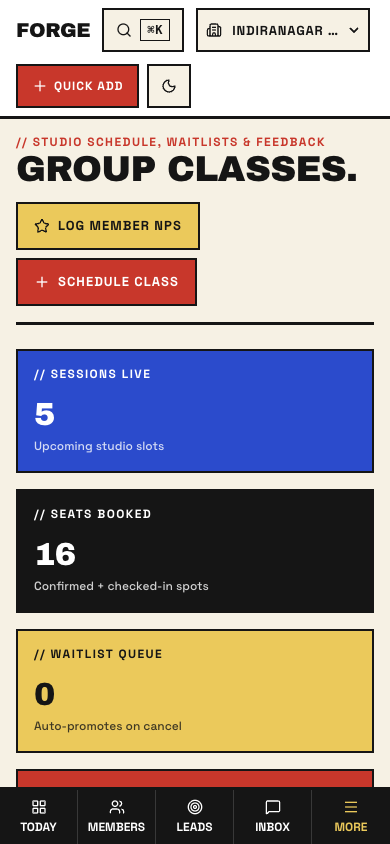 FORGE
⌘K
INDIRANAGAR ...
QUICK ADD
// STUDIO SCHEDULE, WAITLISTS & FEEDBACK
GROUP CLASSES.
LOG MEMBER NPS
SCHEDULE CLASS
// SESSIONS LIVE
5
Upcoming studio slots
// SEATS BOOKED
16
Confirmed + checked-in spots
// WAITLIST QUEUE
0
Auto-promotes on cancel
TODAY
MEMBERS
LEADS
INBOX
MORE